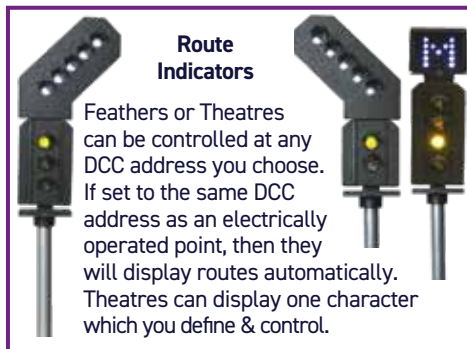 Route
Indicators
M
Feathers or Theatres
can be controlled at any
DCC address you choose.
If set to the same DCC
address as an electrically
operated point, then they
will display routes automatically.
Theatres can display one character
which you define & control.